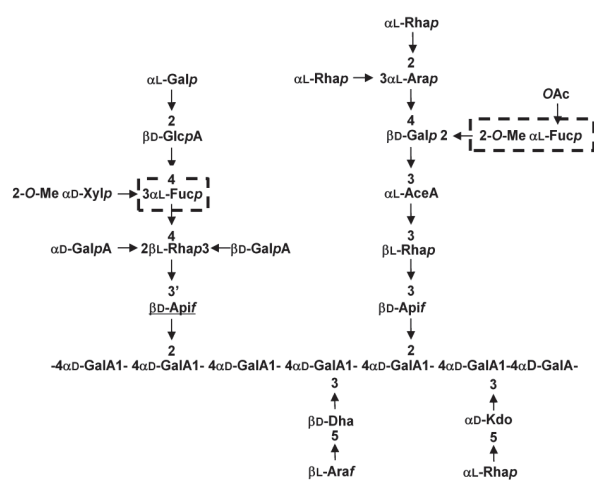 αL-Rhap
2
αL-Galp αL-Rhap 3αL-Arap
OAc
2 4
βD-GlcpA βD-Galp 2 2-O-Me αL-Fucp
4 3
2-O-Me αD-Xylp 3αL-Fucp αL-AceA
4 3
αD-GalpA 2βL-Rhap3 βD-GalpA βL-Rhap
3' 3
βD-Apif βD-Apif
2 2
-4αD-GalA1- 4αD-GalA1- 4αD-GalA1- 4αD-GalA1- 4αD-GalA1- 4αD-GalA1-4αD-GalA-
3 3
βD-Dha αD-Kdo
5 5
βL-Araf αL-Rhap